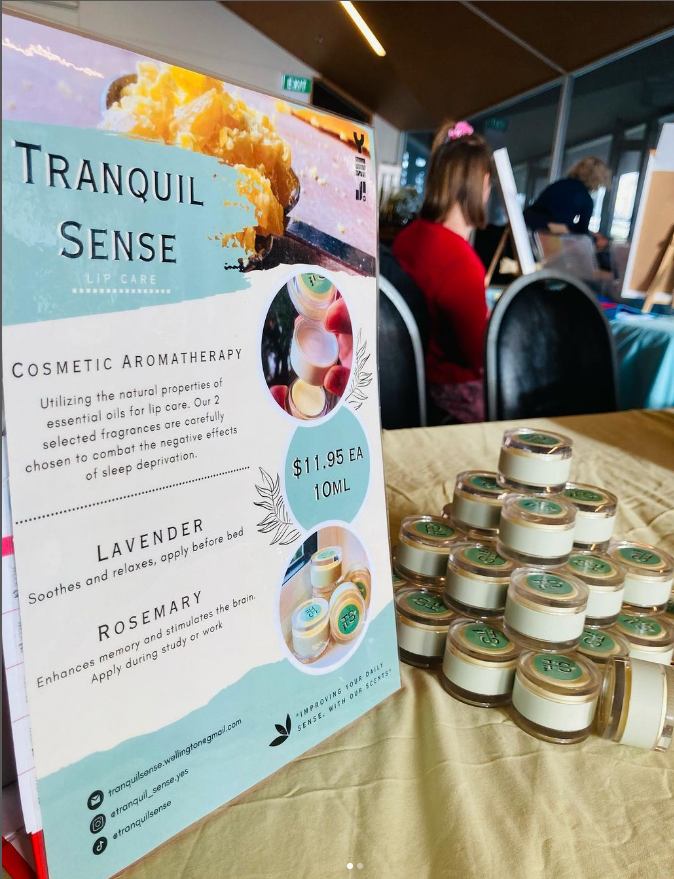 EXIT
TRANQUIL
SENSE
LIP CARE
COSMETIC AROMATHERAPY
Utilizing the natural properties of
essential oils for lip care. Our 2
selected fragrances are carefully
chosen to combat the negative effects
of sleep deprivation.
$11.95 EA
10ML
LAVENDER
Soothes and relaxes, apply before bed
ROSEMARY
Enhances memory and stimulates the brain.
Apply during study or work
"IMPROVING YOUR DAILY
SENSE, WITH OUR SCENTS"
tranquilsense.wellington@gmail.com
@tranquil_sense.yes
@tranquilsense